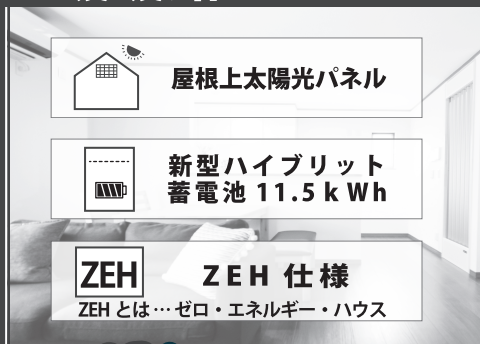 屋根上太陽光パネル
新型ハイブリット
蓄電池 11.5kWh
ZEH
ZEH 仕様
ZEH とは…ゼロ・エネルギー・ハウス